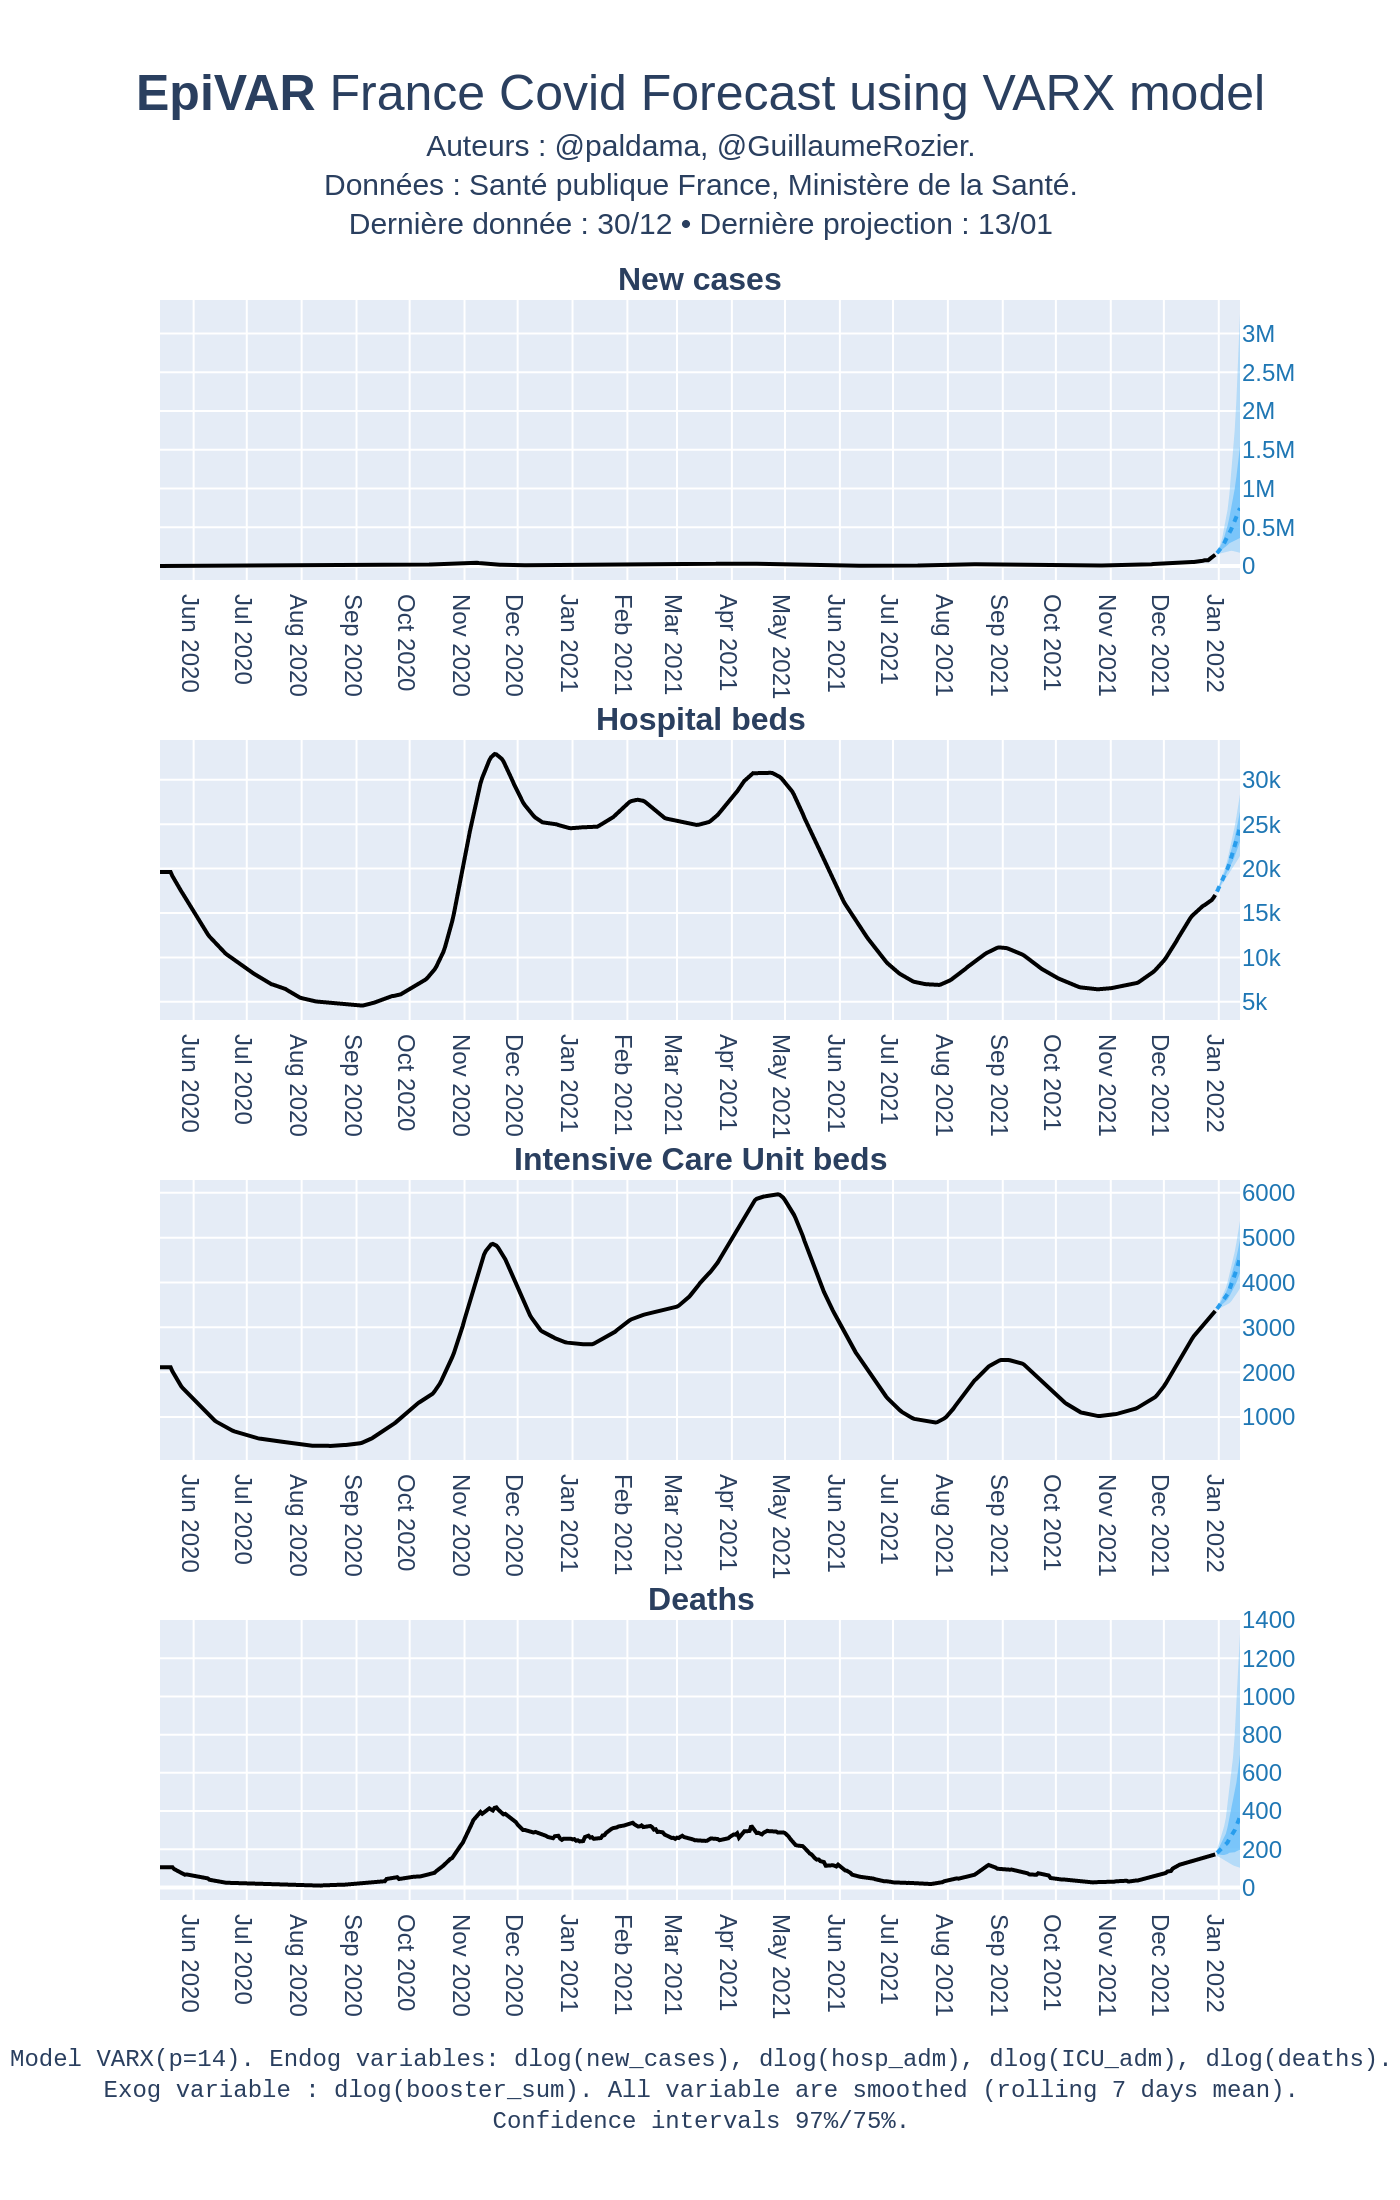 EpiVAR France Covid Forecast using VARX model
Auteurs : @paldama, @GuillaumeRozier.
Données : Santé publique France, Ministère de la Santé.
Dernière donnée : 30/12 • Dernière projection : 13/01
New cases
3M
2.5M
2M
1.5M
1M
0.5M
0
Jun 2020
Jul 2020
Aug 2020
Sep 2020
Oct 2020
Nov 2020
Dec 2020
Jan 2021
Feb 2021
Mar 2021
Apr 2021
May 2021
Jun 2021
Jul 2021
Aug 2021
Sep 2021
Oct 2021
Nov 2021
Dec 2021
Jan 2022
Hospital beds
30k
25k
20k
15k
10k
5k
Jun 2020
Jul 2020
Aug 2020
Sep 2020
Oct 2020
Nov 2020
Dec 2020
Jan 2021
Feb 2021
Mar 2021
Apr 2021
May 2021
Jun 2021
Jul 2021
Aug 2021
Sep 2021
Oct 2021
Nov 2021
Dec 2021
Jan 2022
Intensive Care Unit beds
6000
5000
4000
3000
2000
1000
Jun 2020
Jul 2020
Aug 2020
Sep 2020
Oct 2020
Nov 2020
Dec 2020
Jan 2021
Feb 2021
Mar 2021
Apr 2021
May 2021
Jun 2021
Jul 2021
Aug 2021
Sep 2021
Oct 2021
Nov 2021
Dec 2021
Jan 2022
Deaths
1400
1200
1000
800
600
400
200
0
Jun 2020
Jul 2020
Aug 2020
Sep 2020
Oct 2020
Nov 2020
Dec 2020
Jan 2021
Feb 2021
Mar 2021
Apr 2021
May 2021
Jun 2021
Jul 2021
Aug 2021
Sep 2021
Oct 2021
Nov 2021
Dec 2021
Jan 2022
Model VARX(p=14). Endog variables: dlog(new_cases), dlog(hosp_adm), dlog(ICU_adm), dlog(deaths).
Exog variable : dlog(booster_sum). All variable are smoothed (rolling 7 days mean).
Confidence intervals 97%/75%.